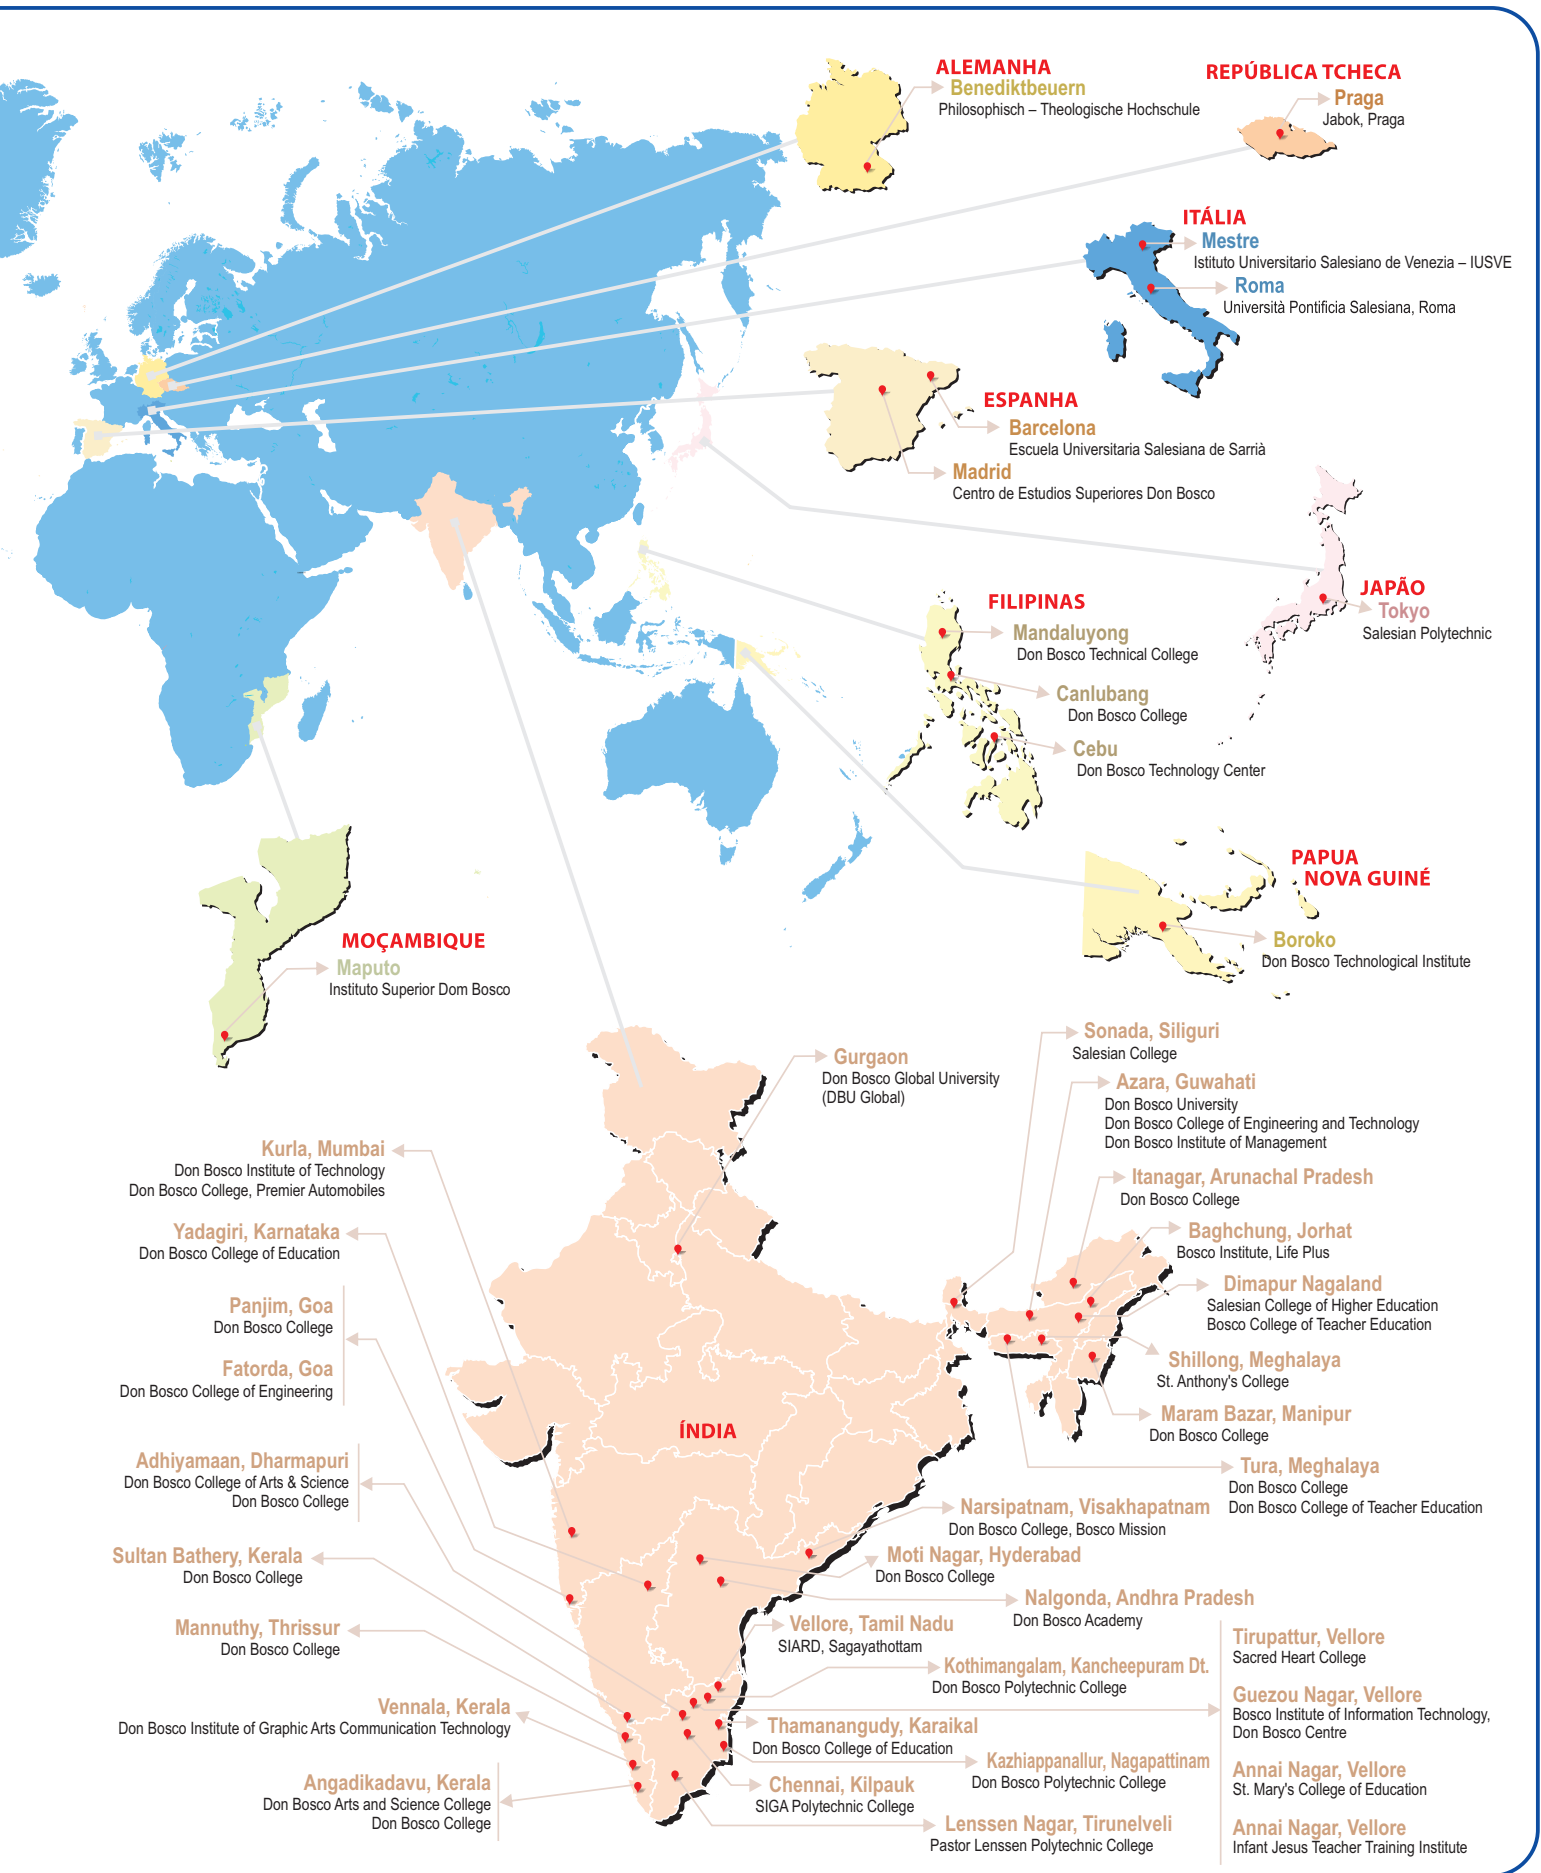 ALEMANHA
Benediktbeuern
Philosophisch – Theologische Hochschule
REPÚBLICA TCHECA
Praga
Jabok, Praga
ITÁLIA
Mestre
Istituto Universitario Salesiano de Venezia – IUSVE
Roma
Università Pontificia Salesiana, Roma
ESPANHA
Barcelona
Escuela Universitaria Salesiana de Sarrià
Madrid
Centro de Estudios Superiores Don Bosco
JAPÃO
Tokyo
Salesian Polytechnic
FILIPINAS
Mandaluyong
Don Bosco Technical College
Canlubang
Don Bosco College
Cebu
Don Bosco Technology Center
PAPUA
NOVA GUINÉ
Boroko
Don Bosco Technological Institute
MOÇAMBIQUE
Maputo
Instituto Superior Dom Bosco
Gurgaon
Don Bosco Global University
(DBU Global)
Sonada, Siliguri
Salesian College
Azara, Guwahati
Don Bosco University
Don Bosco College of Engineering and Technology
Don Bosco Institute of Management
Itanagar, Arunachal Pradesh
Don Bosco College
Baghchung, Jorhat
Bosco Institute, Life Plus
Dimapur Nagaland
Salesian College of Higher Education
Bosco College of Teacher Education
Shillong, Meghalaya
St. Anthony's College
Maram Bazar, Manipur
Don Bosco College
Tura, Meghalaya
Don Bosco College
Don Bosco College of Teacher Education
Kurla, Mumbai
Don Bosco Institute of Technology
Don Bosco College, Premier Automobiles
Yadagiri, Karnataka
Don Bosco College of Education
Panjim, Goa
Don Bosco College
Fatorda, Goa
Don Bosco College of Engineering
ÍNDIA
Adhiyamaan, Dharmapuri
Don Bosco College of Arts & Science
Don Bosco College
Sultan Bathery, Kerala
Don Bosco College
Mannuthy, Thrissur
Don Bosco College
Vennala, Kerala
Don Bosco Institute of Graphic Arts Communication Technology
Angadikadavu, Kerala
Don Bosco Arts and Science College
Don Bosco College
Narsipatnam, Visakhapatnam
Don Bosco College, Bosco Mission
Moti Nagar, Hyderabad
Don Bosco College
Nalgonda, Andhra Pradesh
Don Bosco Academy
Vellore, Tamil Nadu
SIARD, Sagayathottam
Kothimangalam, Kancheepuram Dt.
Don Bosco Polytechnic College
Thamanangudy, Karaikal
Don Bosco College of Education
Kazhiappanallur, Nagapattinam
Don Bosco Polytechnic College
Chennai, Kilpauk
SIGA Polytechnic College
Lenssen Nagar, Tirunelveli
Pastor Lenssen Polytechnic College
Tirupattur, Vellore
Sacred Heart College
Guezou Nagar, Vellore
Bosco Institute of Information Technology,
Don Bosco Centre
Annai Nagar, Vellore
St. Mary's College of Education
Annai Nagar, Vellore
Infant Jesus Teacher Training Institute